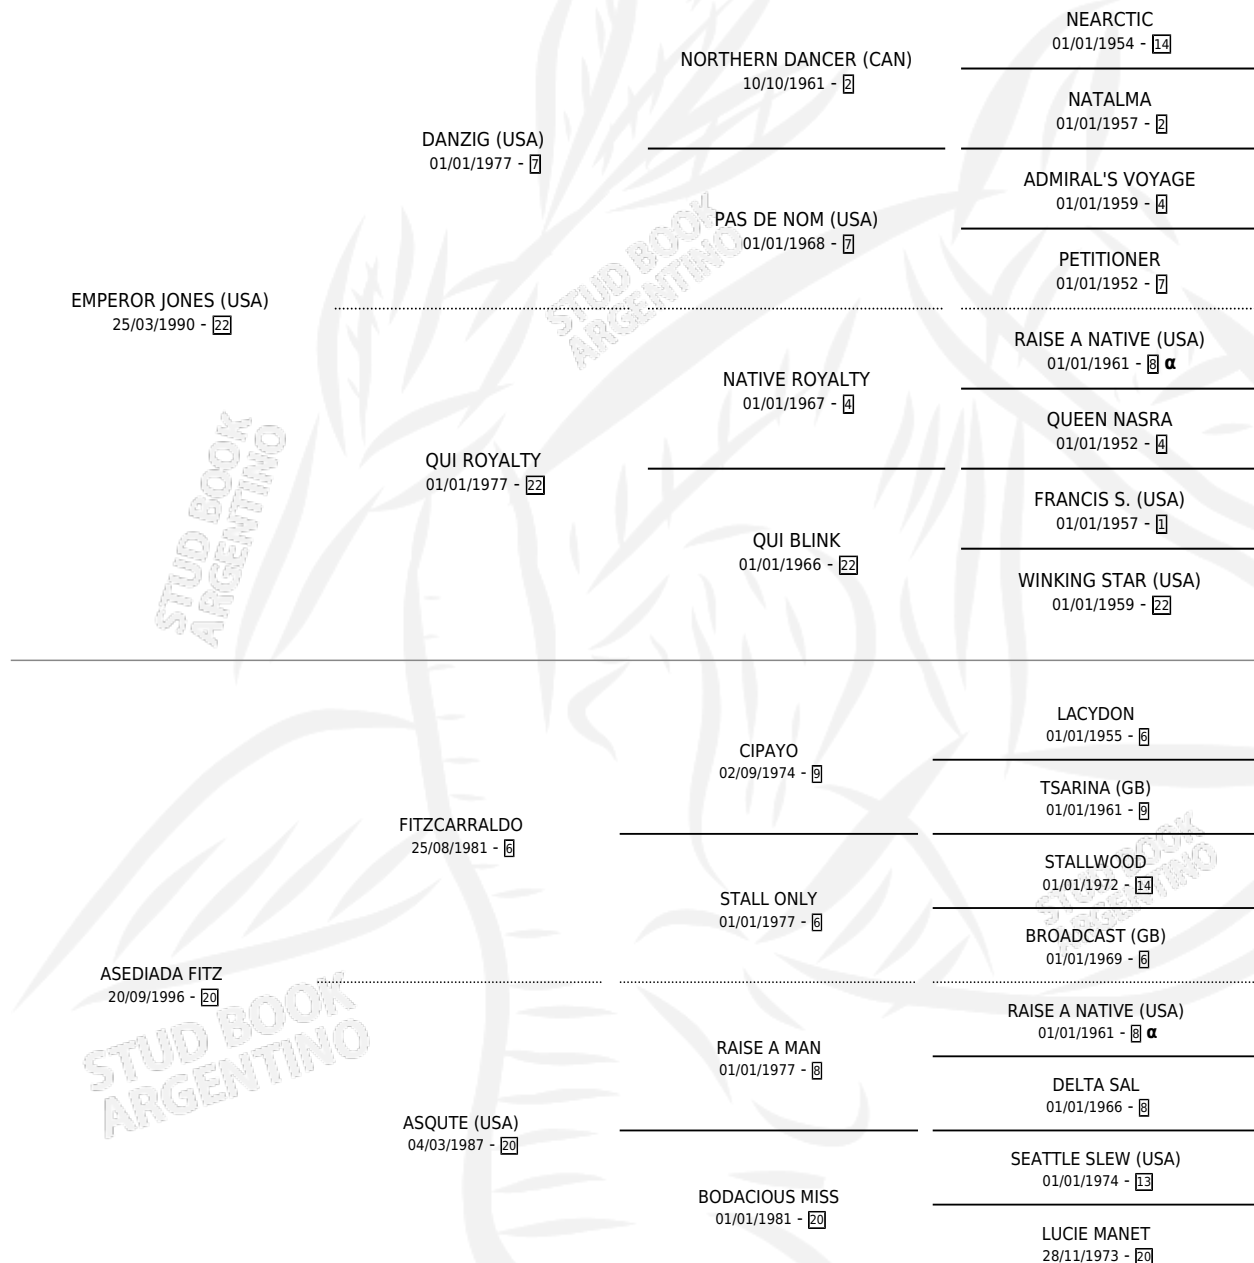 NEARCTIC
01/01/1954 - 14
NORTHERN DANCER (CAN)
10/10/1961 - 2
NATALMA
01/01/1957 - 2
DANZIG (USA)
01/01/1977 - 7
ADMIRAL'S VOYAGE
01/01/1959 - 4
PAS DE NOM (USA)
01/01/1968 - 7
PETITIONER
01/01/1952 - 7
EMPEROR JONES (USA)
25/03/1990 - 22
RAISE A NATIVE (USA)
01/01/1961 - 8 α
NATIVE ROYALTY
01/01/1967 - 4
QUEEN NASRA
01/01/1952 - 4
QUI ROYALTY
01/01/1977 - 22
FRANCIS S. (USA)
01/01/1957 - 1
QUI BLINK
01/01/1966 - 22
WINKING STAR (USA)
01/01/1959 - 22
LACYDON
01/01/1955 - 6
CIPAYO
02/09/1974 - 9
TSARINA (GB)
01/01/1961 - 9
FITZCARRALDO
25/08/1981 - 6
STALLWOOD
01/01/1972 - 14
STALL ONLY
01/01/1977 - 6
BROADCAST (GB)
01/01/1969 - 6
ASEDIADA FITZ
20/09/1996 - 20
RAISE A NATIVE (USA)
01/01/1961 - 8 α
RAISE A MAN
01/01/1977 - 8
DELTA SAL
01/01/1966 - 8
ASQUTE (USA)
04/03/1987 - 20
SEATTLE SLEW (USA)
01/01/1974 - 13
BODACIOUS MISS
01/01/1981 - 20
LUCIE MANET
28/11/1973 - 20
STUD BOOK
ARGENTINO
STUD BOOK
ARGENTINO
STUD BOOK
ARGENTINO
STUD BOOK
ARGENTINO